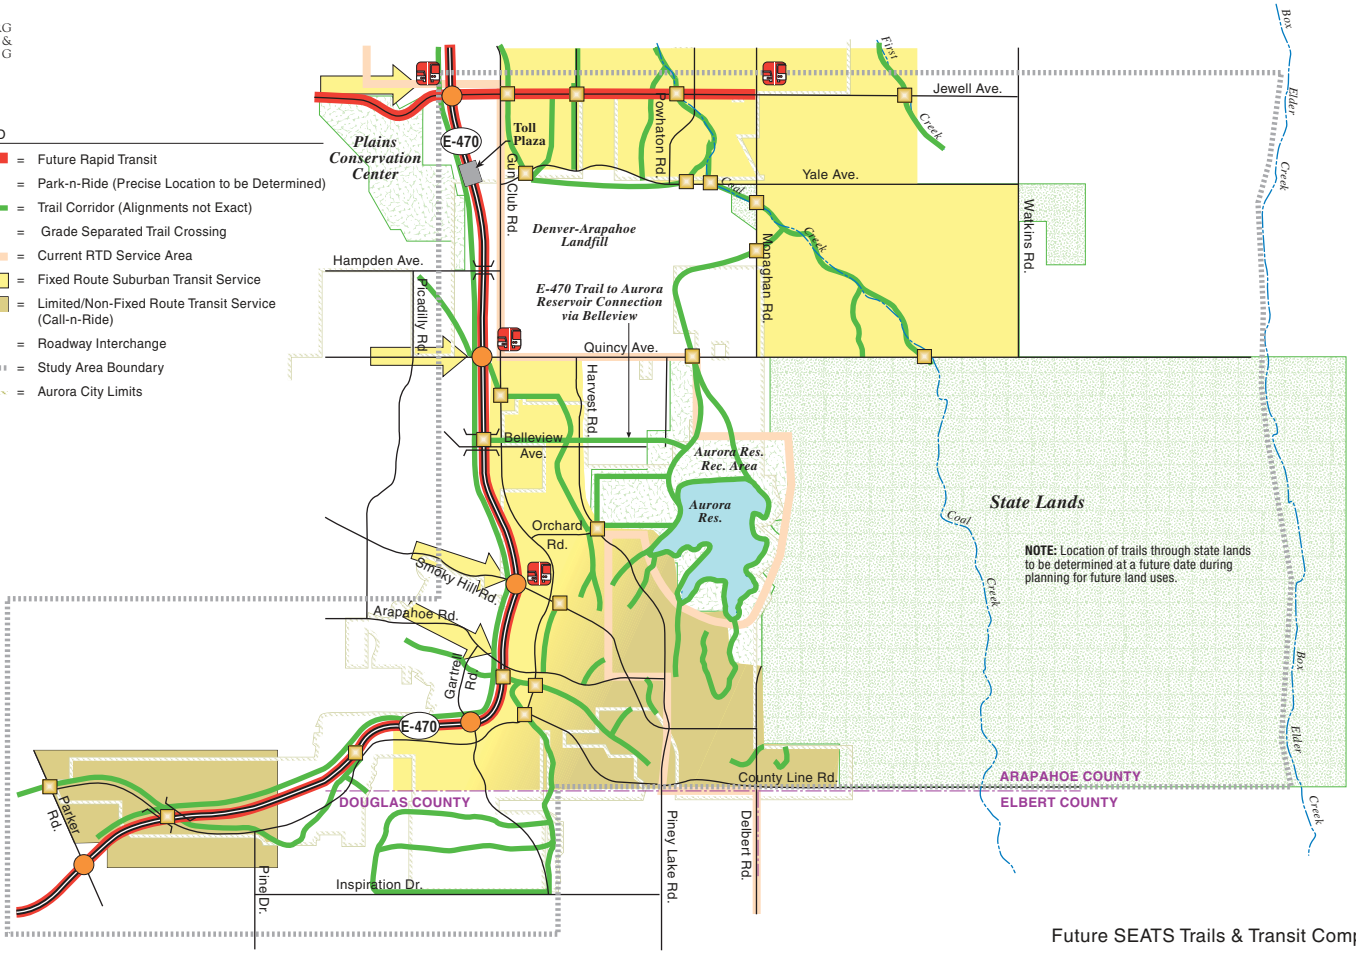 &
G
= Future Rapid Transit
= Park-n-Ride (Precise Location to be Determined)
= Trail Corridor (Alignments not Exact)
= Grade Separated Trail Crossing
= Current RTD Service Area
= Fixed Route Suburban Transit Service
= Limited/Non-Fixed Route Transit Service
(Call-n-Ride)
= Roadway Interchange
= Study Area Boundary
= Aurora City Limits
Plains
Conservation
Center
E-470
Toll
Plaza
Gun Club Rd.
Powhaton Rd.
First
Creek
Jewell Ave.
Yale Ave.
Box
Elder
Creek
Coal
Creek
Watkins Rd.
Monaghan Rd.
Denver-Arapahoe
Landfill
Hampden Ave.
Picadilly Rd.
E-470 Trail to Aurora
Reservoir Connection
via Belleview
Quincy Ave.
Harvest Rd.
Belleview
Ave.
Aurora Res.
Rec. Area
Aurora
Res.
State Lands
NOTE: Location of trails through state lands
to be determined at a future date during
planning for future land uses.
Orchard
Rd.
Smoky Hill Rd.
Arapahoe Rd.
Gartrell
Rd.
E-470
Coal
Creek
Box
Elder
Creek
County Line Rd.
ARAPAHOE COUNTY
DOUGLAS COUNTY
ELBERT COUNTY
Parker
Rd.
Pine Dr.
Inspiration Dr.
Piney Lake Rd.
Delbert Rd.
Future SEATS Trails & Transit Comp